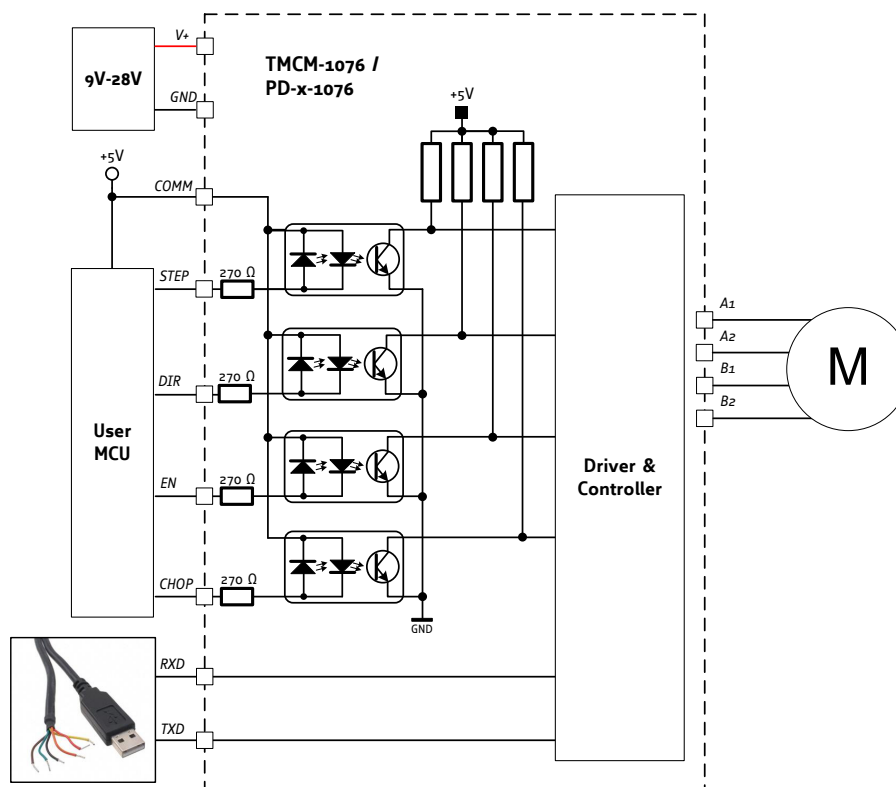 V+
9V-28V
GND
TMCM-1076 /
PD-x-1076
+5V
+5V
COMM
STEP
270 Ω
DIR
270 Ω
User
MCU
EN
270 Ω
CHOP
270 Ω
GND
Driver &
Controller
A1
A2
B1
B2
M
RXD
TXD